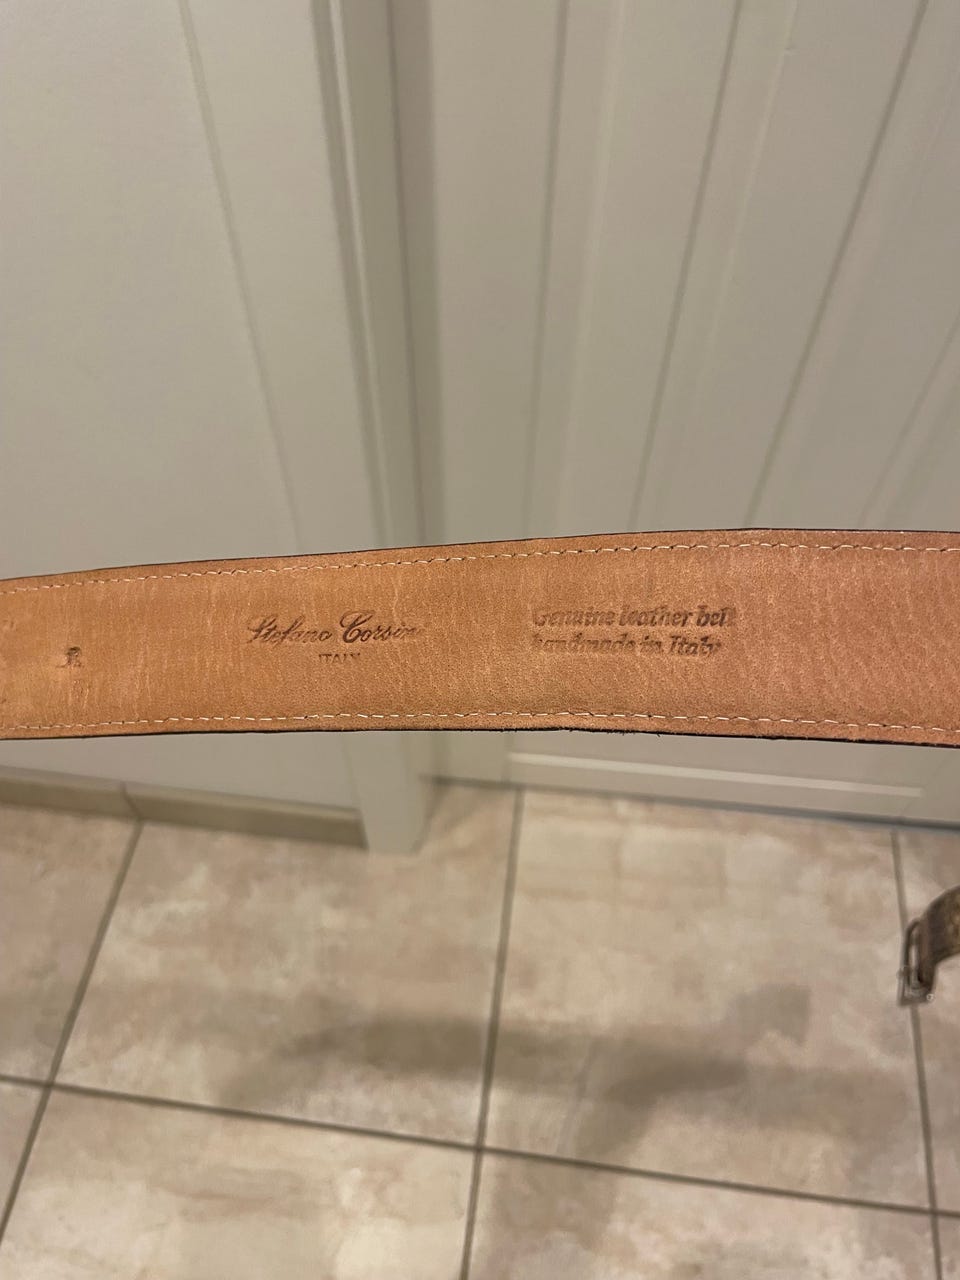 Stefano Corsini
ITALY
Genuine leather belt
handmade in Italy